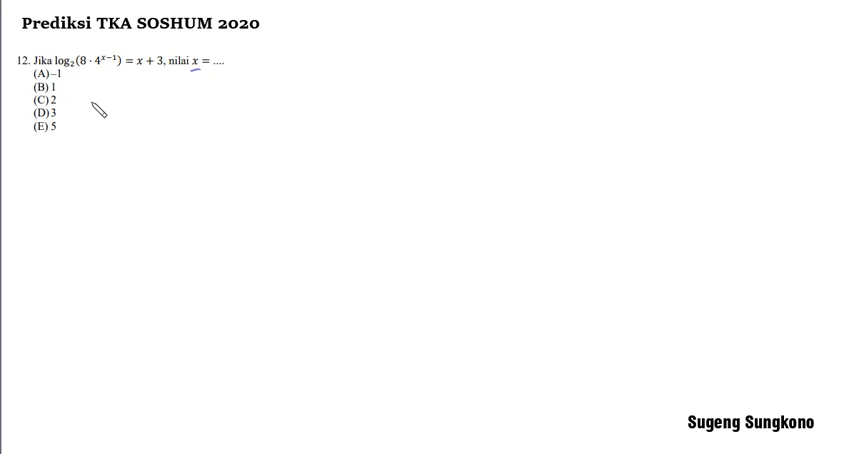 Prediksi TKA SOSHUM 2020
12. Jika log₂(8 · 4ˣ⁻¹) = x + 3, nilai x = ....
(A) –1
(B) 1
(C) 2
(D) 3
(E) 5
Sugeng Sungkono